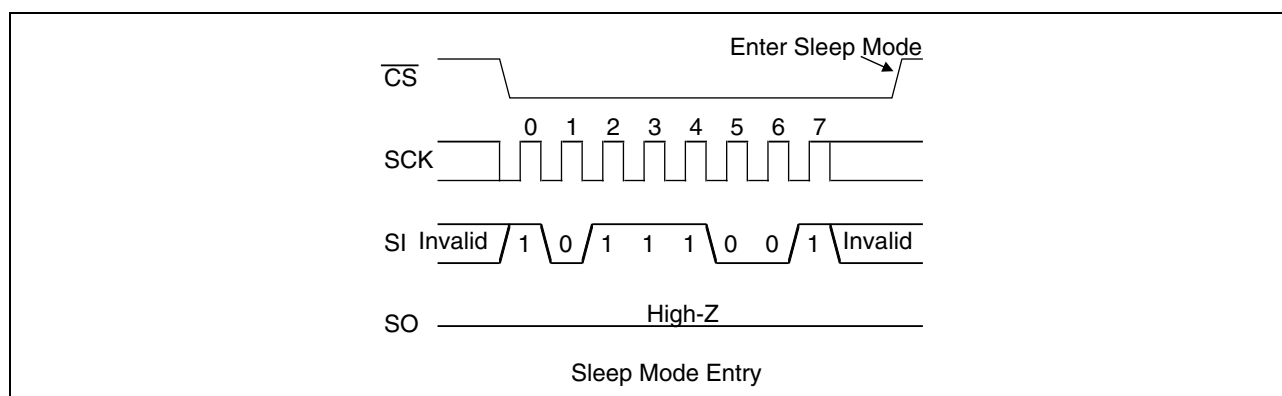 Enter Sleep Mode
CS
0 1 2 3 4 5 6 7
SCK
SI Invalid 1 0 1 1 1 0 0 1 Invalid
High-Z
SO
Sleep Mode Entry